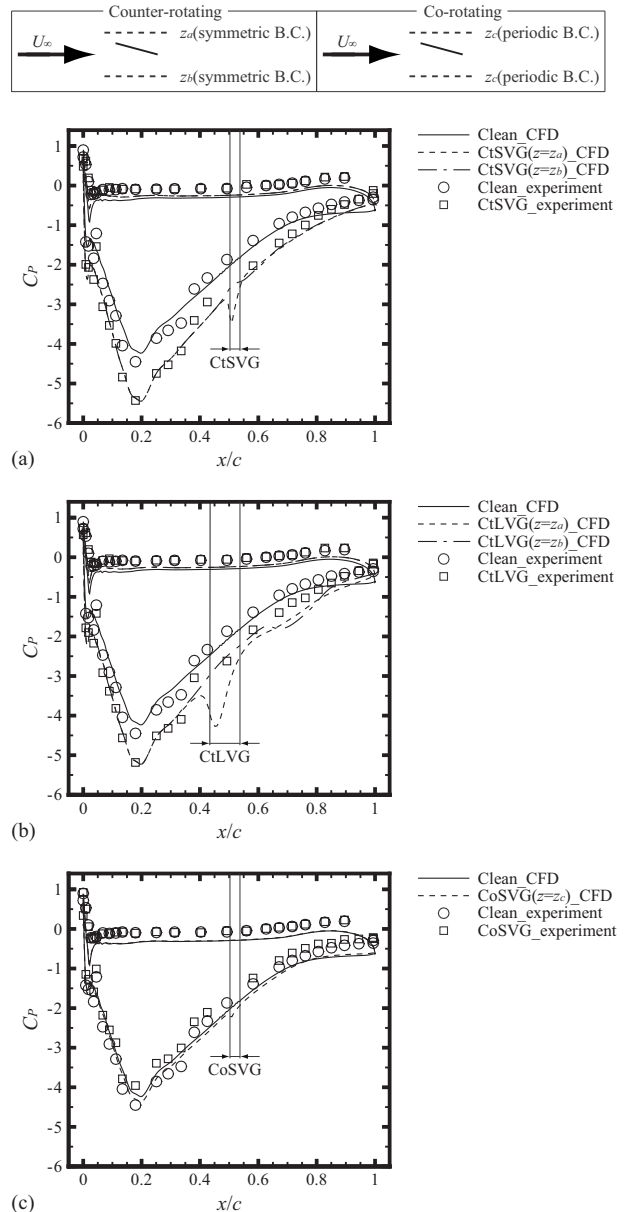 Counter-rotating Co-rotating
U∞ za(symmetric B.C.) U∞ zc(periodic B.C.)
zb(symmetric B.C.) zc(periodic B.C.)
1
0
-1
-2
-3
-4
-5
-6
CP
0 0.2 0.4 0.6 0.8 1
x/c
CtSVG
Clean_CFD
CtSVG(z=za)_CFD
CtSVG(z=zb)_CFD
Clean_experiment
CtSVG_experiment
(a)
1
0
-1
-2
-3
-4
-5
-6
CP
0 0.2 0.4 0.6 0.8 1
x/c
CtLVG
Clean_CFD
CtLVG(z=za)_CFD
CtLVG(z=zb)_CFD
Clean_experiment
CtLVG_experiment
(b)
1
0
-1
-2
-3
-4
-5
-6
CP
0 0.2 0.4 0.6 0.8 1
x/c
CoSVG
Clean_CFD
CoSVG(z=zc)_CFD
Clean_experiment
CoSVG_experiment
(c)